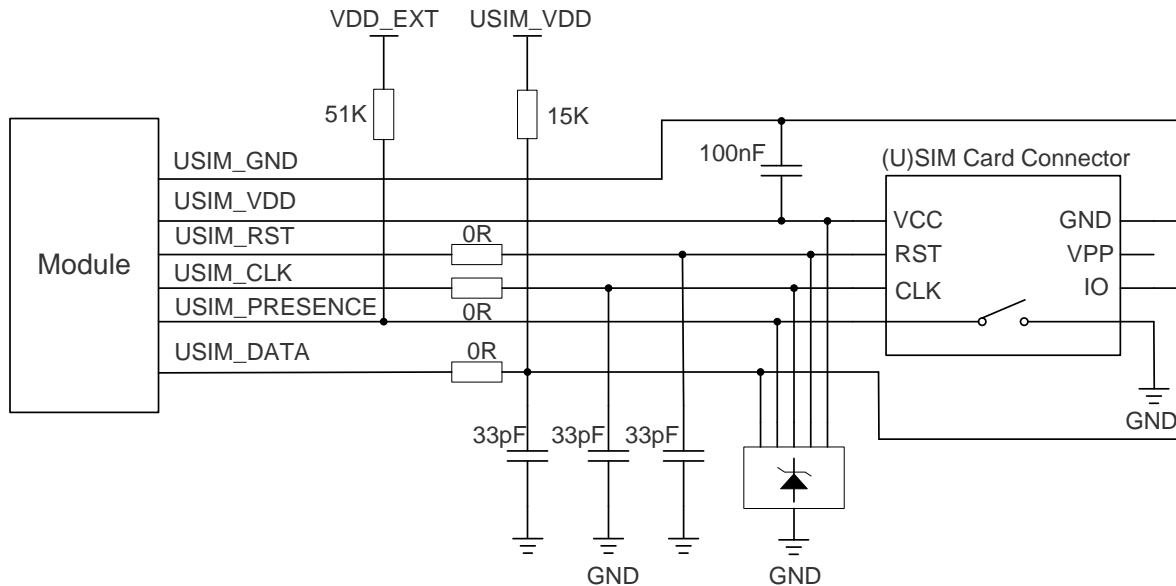 VDD_EXT
USIM_VDD
51K
15K
100nF
(U)SIM Card Connector
Module
USIM_GND
USIM_VDD
USIM_RST
0R
USIM_CLK
USIM_PRESENCE
0R
USIM_DATA
0R
VCC
GND
RST
VPP
CLK
IO
GND
33pF
33pF
33pF
GND
GND